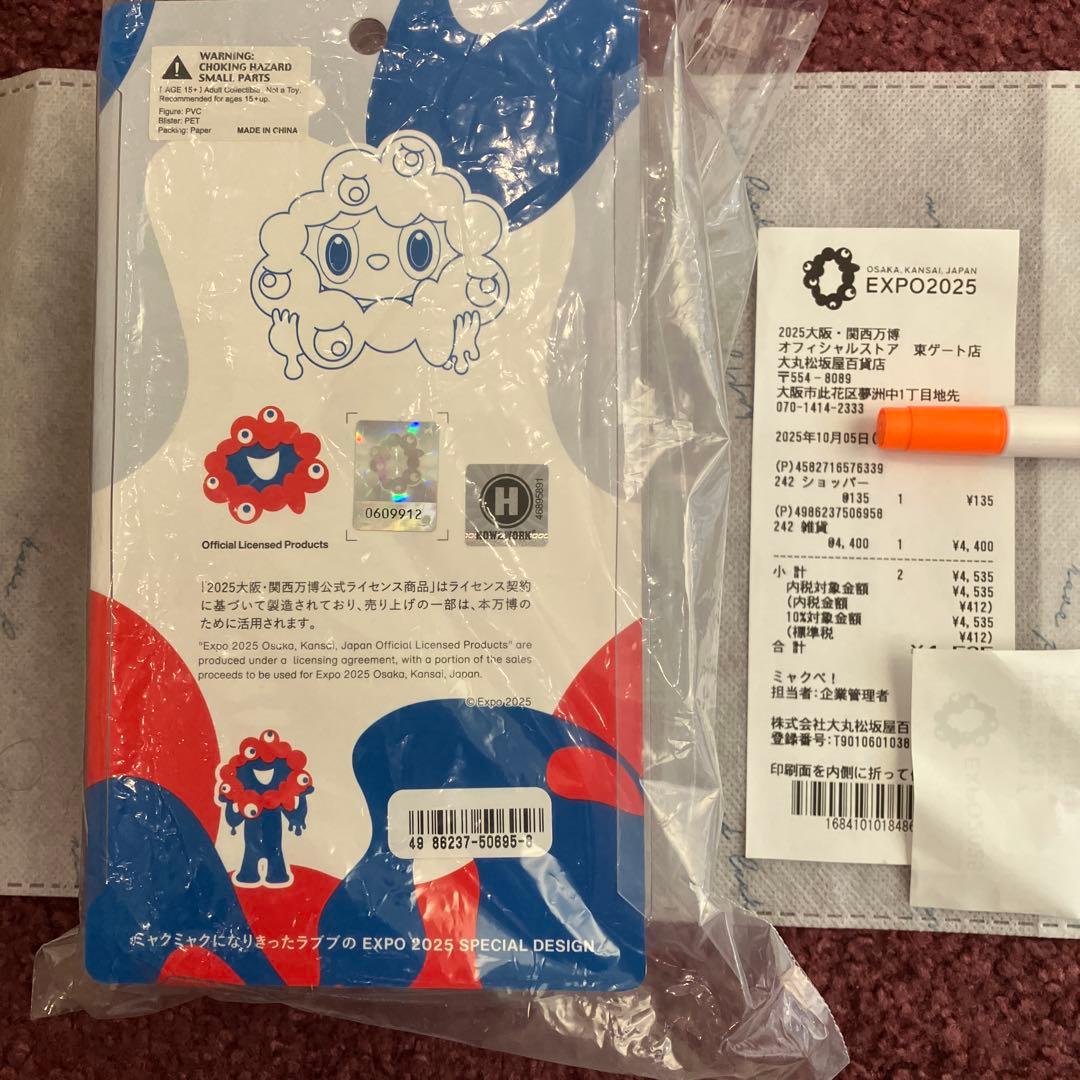 WARNING:
CHOKING HAZARD
SMALL PARTS
[ AGE 15+ ] Adult Collectible. Not a Toy.
Recommended for ages 15+up.
Figure: PVC
Blister: PET
Packing: Paper MADE IN CHINA
0609912
H
HOW2WORK
46895891
Official Licensed Products
「2025大阪・関西万博公式ライセンス商品」はライセンス契約
に基づいて製造されており、売り上げの一部は、本万博の
ために活用されます。
"Expo 2025 Osaka, Kansai, Japan Official Licensed Products" are
produced under a licensing agreement, with a portion of the sales
proceeds to be used for Expo 2025 Osaka, Kansai, Japan.
©Expo 2025
49 86237-50695-8
ミャクミャクになりきったラブブの EXPO 2025 SPECIAL DESIGN
OSAKA, KANSAI, JAPAN
EXPO2025
2025大阪・関西万博
オフィシャルストア 東ゲート店
大丸松坂屋百貨店
〒554-8089
大阪市此花区夢洲中1丁目地先
070-1414-2333
2025年10月05日(
(P)4582716576339
242 ショッパー
@135 1 ¥135
(P)4986237506958
242 雑貨
@4,400 1 ¥4,400
小 計 2 ¥4,535
内税対象金額 ¥4,535
(内税金額 ¥412)
10%対象金額 ¥4,535
(標準税 ¥412)
合 計
ミャクペ!
担当者:企業管理者
株式会社大丸松坂屋百
登録番号:T9010601038
印刷面を内側に折って
168410101848
EXPO2025